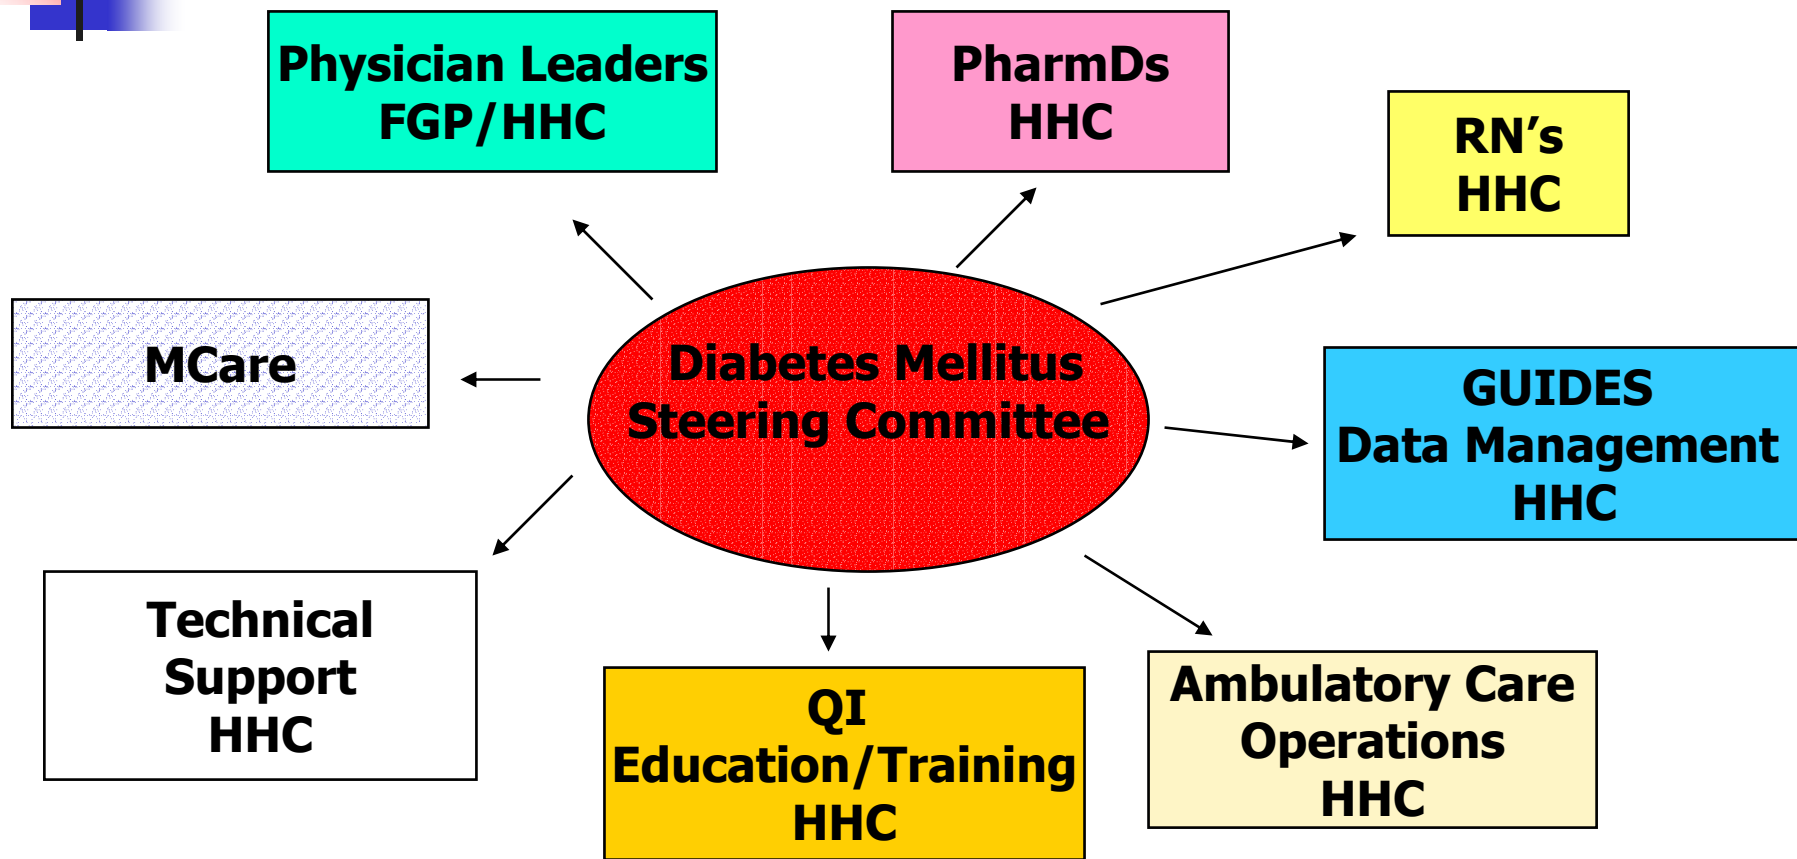 Physician Leaders
FGP/HHC
PharmDs
HHC
RN’s
HHC
MCare
Diabetes Mellitus
Steering Committee
GUIDES
Data Management
HHC
Technical
Support
HHC
QI
Education/Training
HHC
Ambulatory Care
Operations
HHC